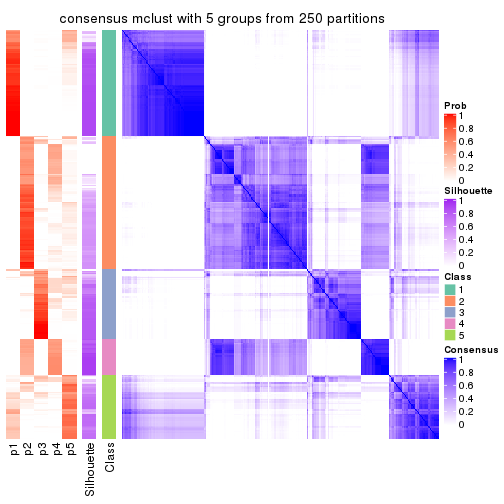 consensus mclust with 5 groups from 250 partitions
Prob
1
0.8
0.6
0.4
0.2
0
Silhouette
1
0.8
0.6
0.4
0.2
0
Class
1
2
3
4
5
Consensus
1
0.8
0.6
0.4
0.2
0
p1
p2
p3
p4
p5
Silhouette
Class